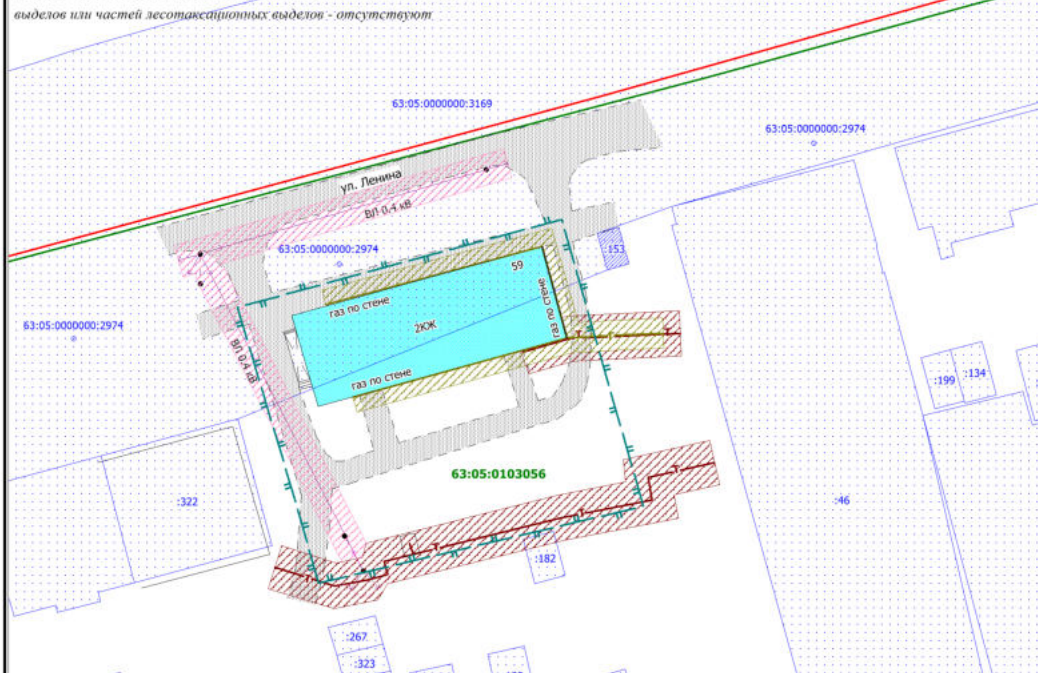 выделов или частей лесотаксационных выделов - отсутствуют
63:05:0000000:3169
63:05:0000000:2974
ул. Ленина
ВЛ 0,4 кВ
63:05:0000000:2974
:153
59
газ по стене
газ по стене
2КЖ
63:05:0000000:2974
ВЛ 0,4 кВ
газ по стене
Т
Г
Т
:199
:134
63:05:0103056
Т
:322
:46
Т
Т
Т
:182
:267
:323